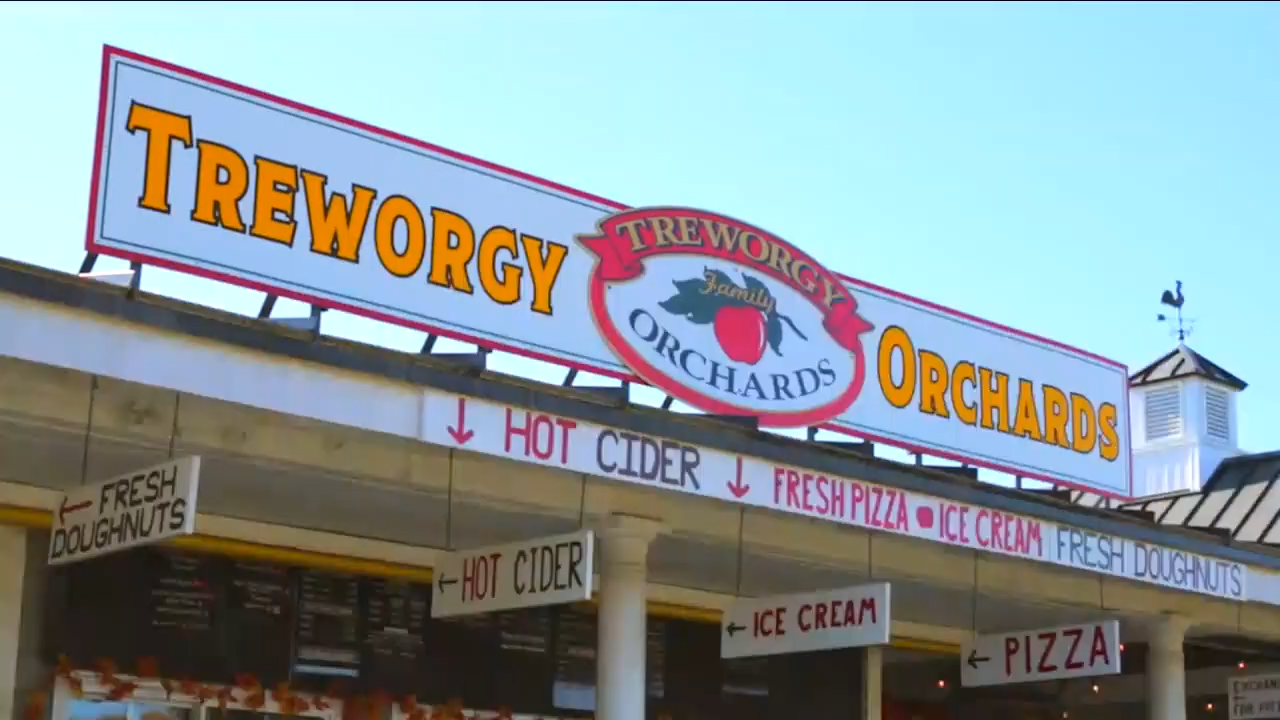 TREWORGY
TREWORGY
Family
ORCHARDS
ORCHARDS
↓ HOT CIDER ↓ FRESH PIZZA ICE CREAM FRESH DOUGHNUTS
← FRESH
DOUGHNUTS
← HOT CIDER
← ICE CREAM
← PIZZA